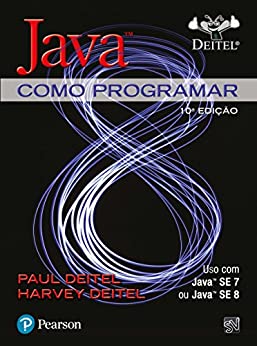 Java™
DEITEL®
COMO PROGRAMAR
10ª EDIÇÃO
PAUL DEITEL
HARVEY DEITEL
Uso com
Java™ SE 7
ou Java™ SE 8
Pearson
SV